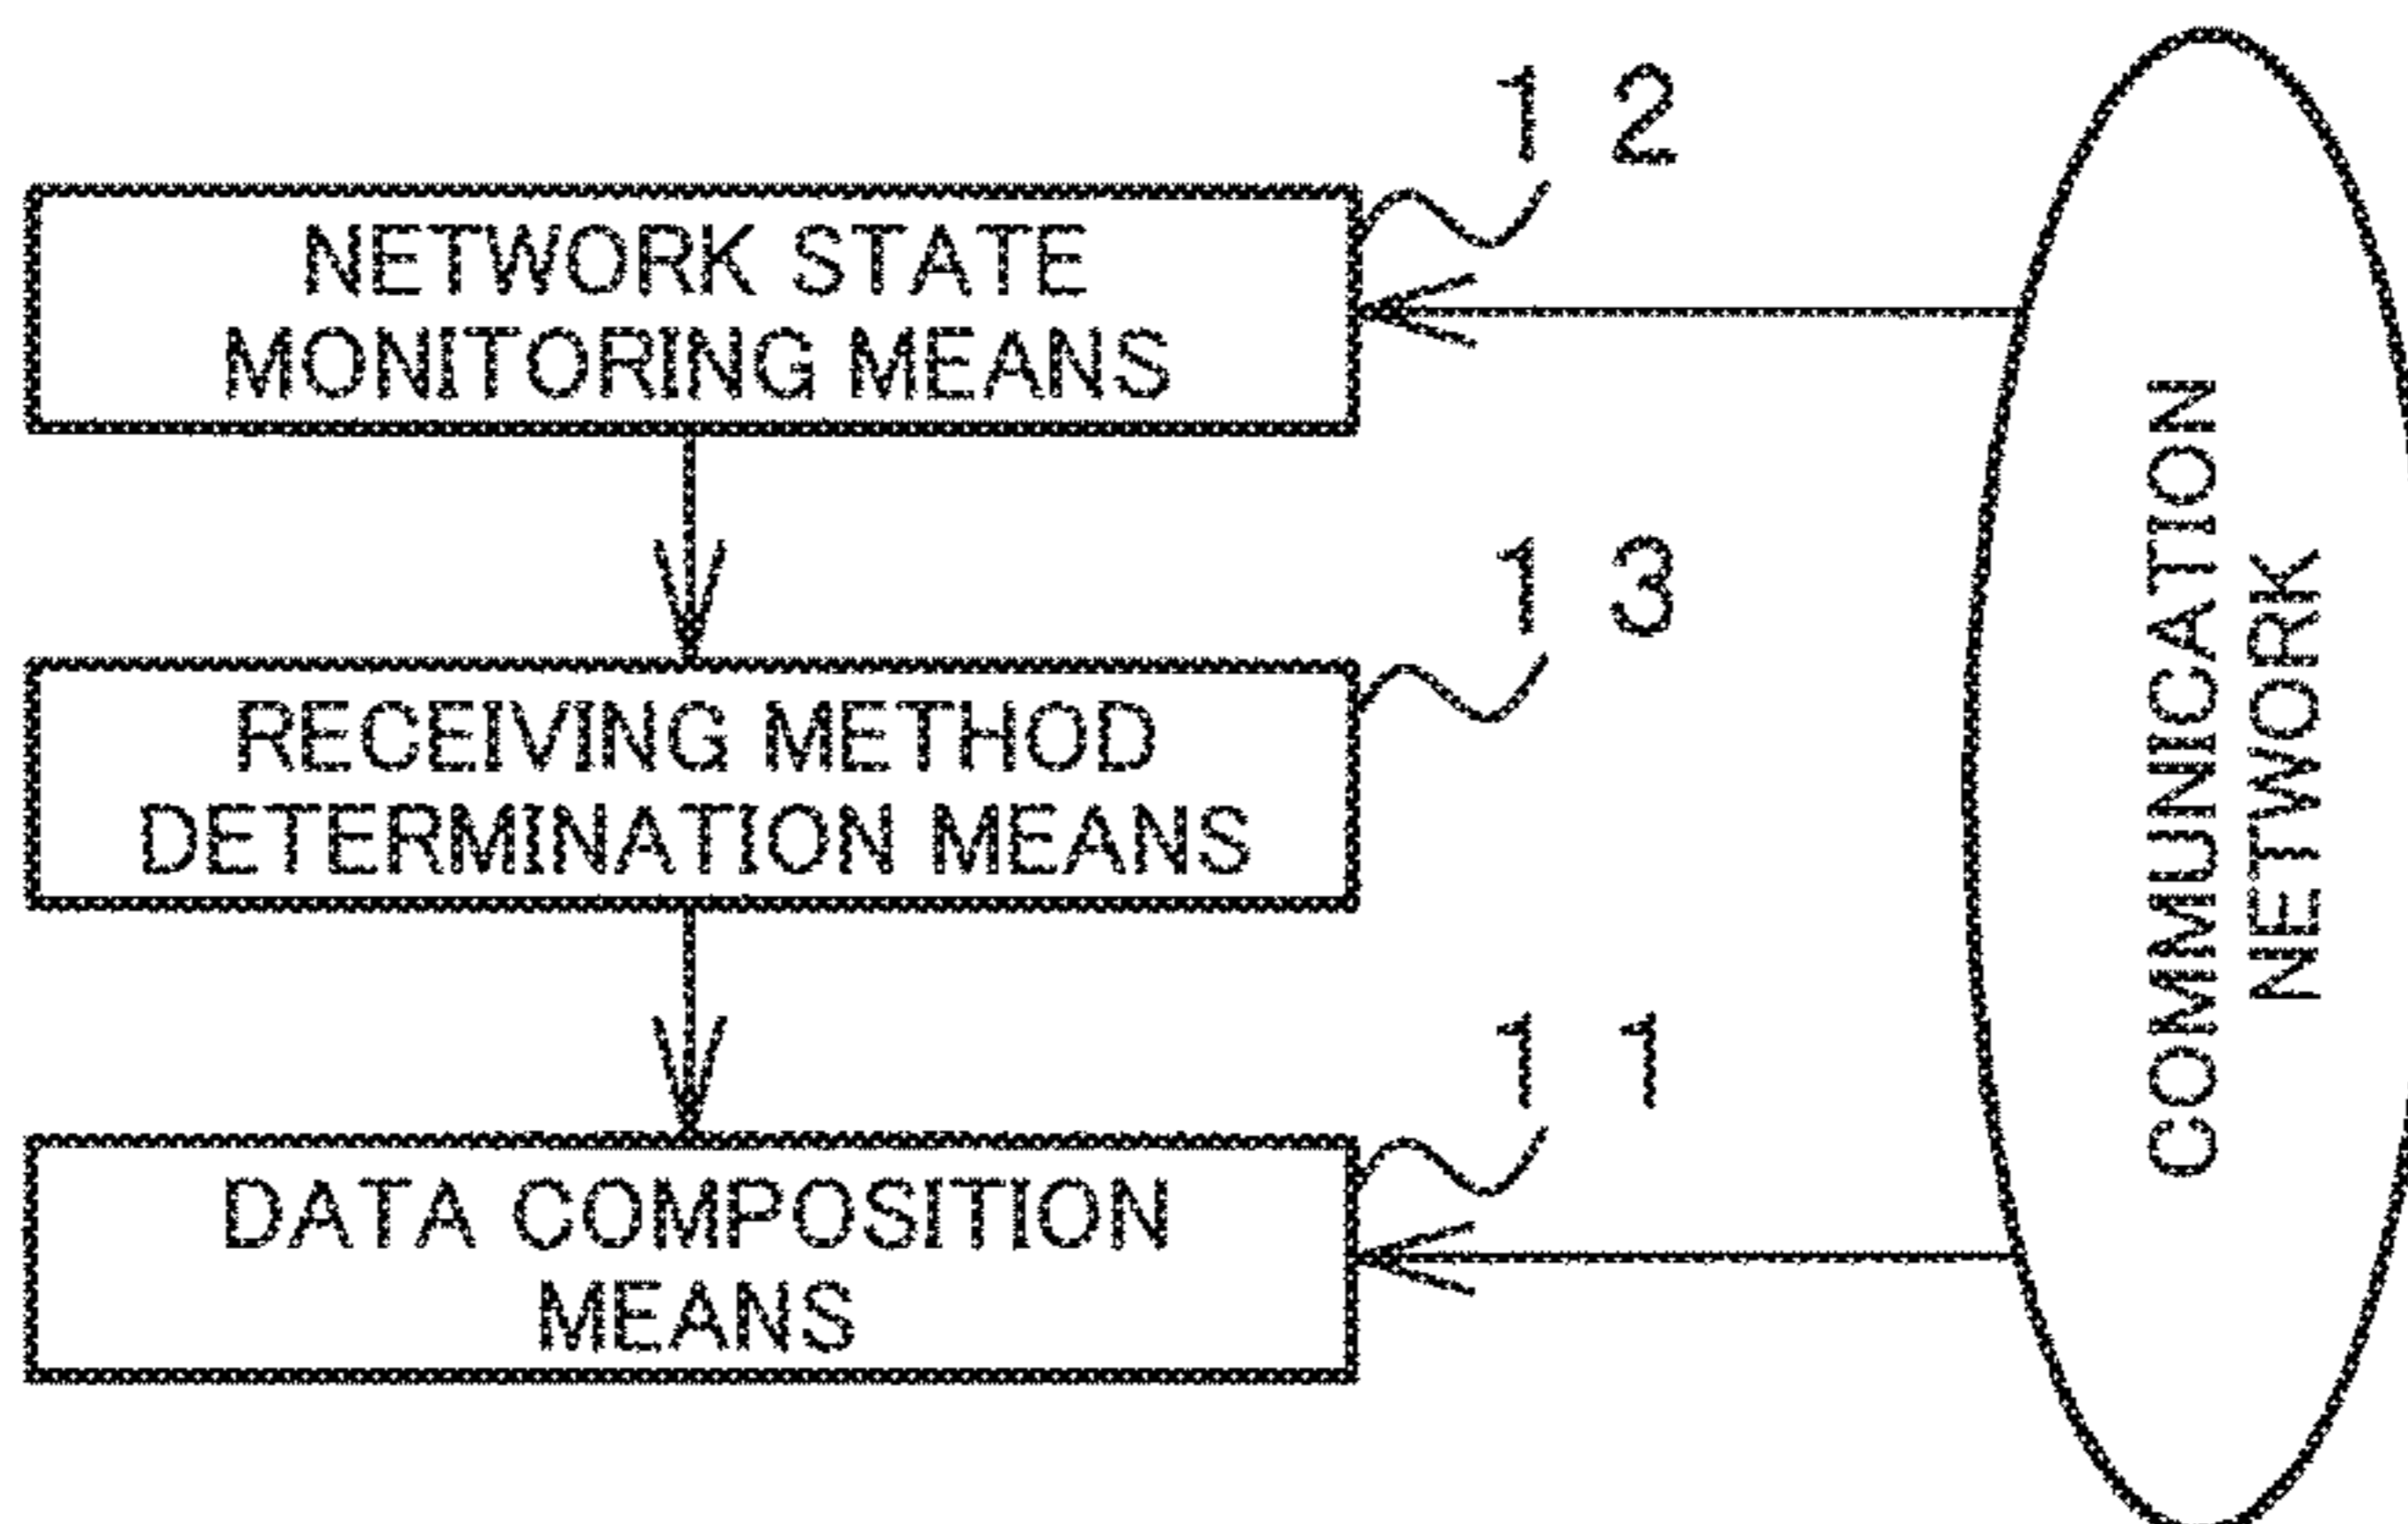 12
NETWORK STATE
MONITORING MEANS
13
RECEIVING METHOD
DETERMINATION MEANS
11
DATA COMPOSITION
MEANS
COMMUNICATION
NETWORK